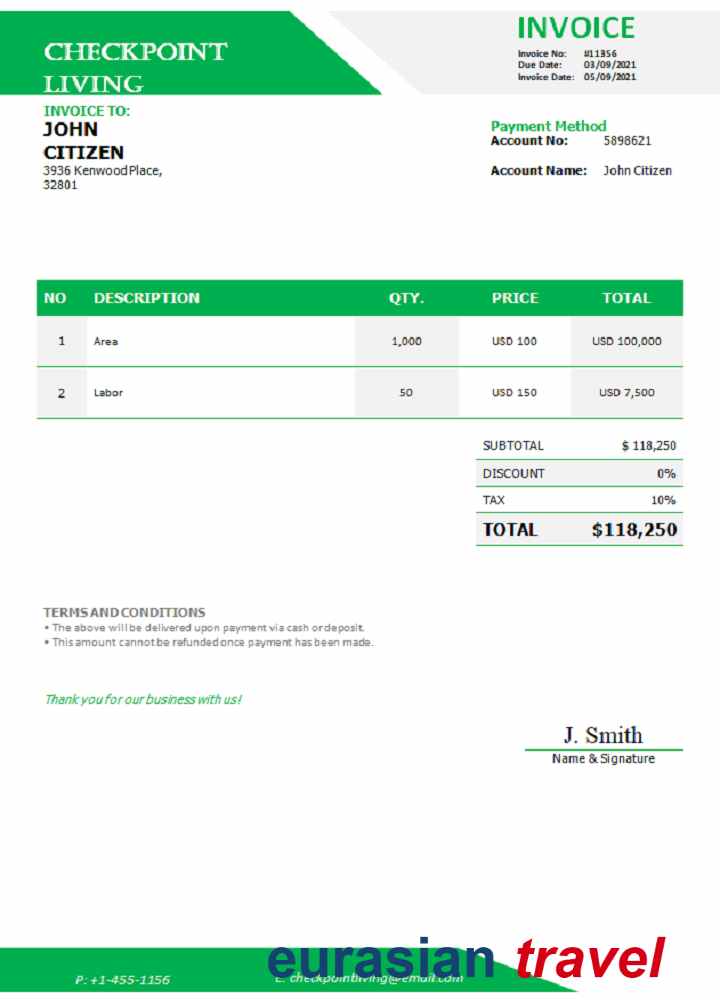 CHECKPOINT
LIVING
INVOICE
Invoice No: #11356
Due Date: 03/09/2021
Invoice Date: 05/09/2021
INVOICE TO:
JOHN
CITIZEN
3936 Kenwood Place,
32801
Payment Method
Account No: 5898621
Account Name: John Citizen
NO DESCRIPTION QTY. PRICE TOTAL
1 Area 1,000 USD 100 USD 100,000
2 Labor 50 USD 150 USD 7,500
SUBTOTAL $ 118,250
DISCOUNT 0%
TAX 10%
TOTAL $118,250
TERMS AND CONDITIONS
• The above will be delivered upon payment via cash or deposit.
• This amount cannot be refunded once payment has been made.
Thank you for our business with us!
J. Smith
Name & Signature
P: +1-455-1156
E: checkpointliving@email.com
eurasian travel